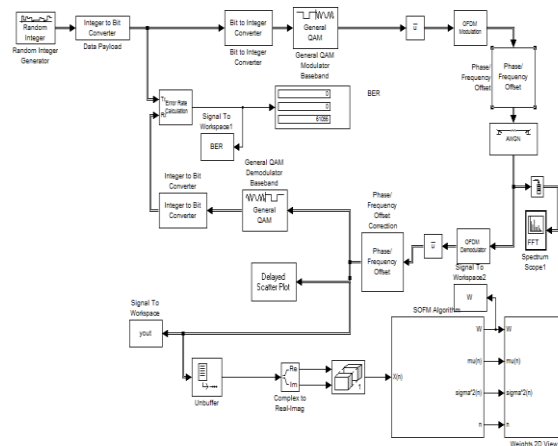 Random
Integer
Random Integer
Generator
Integer to Bit
Converter
Data Payload
Bit to Integer
Converter
Bit to Integer
Converter
General
QAM
General QAM
Modulator
Baseband
u
OFDM
Modulation
Phase/
Frequency
Offset
Phase/
Frequency
Offset
AWGN
Tx
Rx
Error Rate
Calculation
Signal To
Workspace1
BER
0
0
61066
BER
Integer to Bit
Converter
Integer to Bit
Converter
General QAM
Demodulator
Baseband
General
QAM
Phase/
Frequency
Offset
Correction
Phase/
Frequency
Offset
u
OFDM
Demodulator
FFT
Spectrum
Scope1
Signal To
Workspace2
W
Delayed
Scatter Plot
Signal To
Workspace
yout
Unbuffer
Re
Im
Complex to
Real-Imag
1
SOFM Algorithm
X(n)
W
mu(n)
sigma^2(n)
n
W
mu(n)
sigma^2(n)
n
Weights 2D View